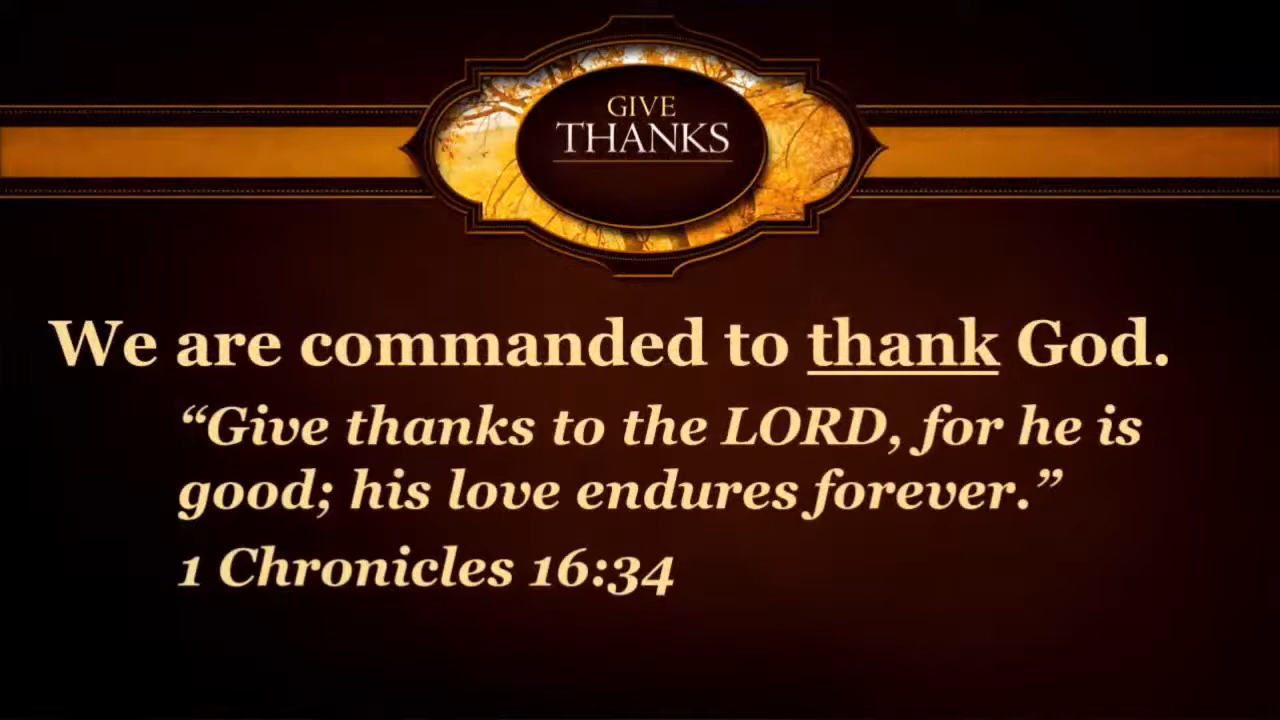 GIVE
THANKS
We are commanded to thank God.
“Give thanks to the LORD, for he is
good; his love endures forever.”
1 Chronicles 16:34